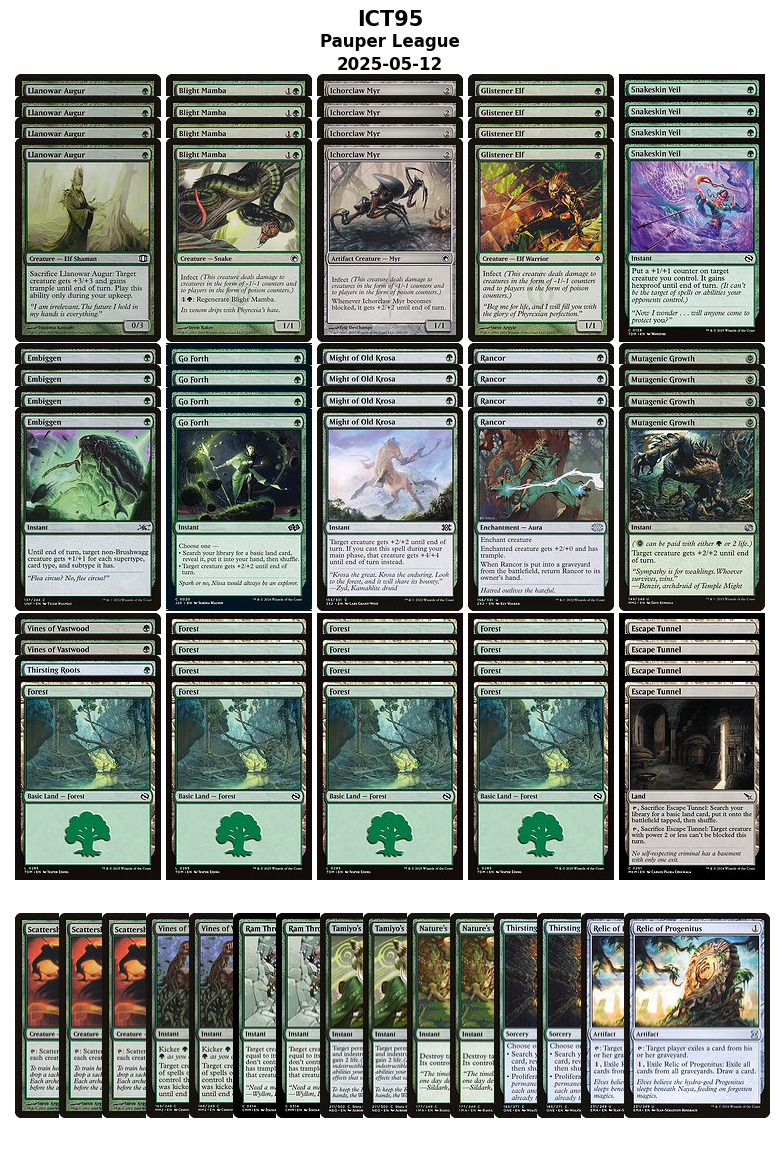 ICT95
Pauper League
2025-05-12
Llanowar Augur
Llanowar Augur
Llanowar Augur
Llanowar Augur
Creature — Elf Shaman
Sacrifice Llanowar Augur: Target
creature gets +3/+3 and gains
trample until end of turn. Play this
ability only during your upkeep.
"I am irrelevant. The future I hold in
my hands is everything."
0/3
Blight Mamba
Blight Mamba
Blight Mamba
Blight Mamba
Creature — Snake
Infect (This creature deals damage to
creatures in the form of -1/-1 counters
and to players in the form of poison
counters.)
1 : Regenerate Blight Mamba.
Its venom drips with Phyrexia's hate.
1/1
Ichorclaw Myr
Ichorclaw Myr
Ichorclaw Myr
Ichorclaw Myr
Artifact Creature — Myr
Infect (This creature deals damage to
creatures in the form of -1/-1 counters and
to players in the form of poison counters.)
Whenever Ichorclaw Myr becomes
blocked, it gets +2/+2 until end of turn.
1/1
Glistener Elf
Glistener Elf
Glistener Elf
Glistener Elf
Creature — Elf Warrior
Infect (This creature deals damage to
creatures in the form of -1/-1 counters
and to players in the form of poison
counters.)
"Beg me for life, and I will fill you with
the glory of Phyrexian perfection."
1/1
Snakeskin Veil
Snakeskin Veil
Snakeskin Veil
Snakeskin Veil
Instant
Put a +1/+1 counter on target
creature you control. It gains
hexproof until end of turn. (It can't
be the target of spells or abilities your
opponents control.)
"Now I wonder . . . will anyone come to
protect you?"
Embiggen
Embiggen
Embiggen
Embiggen
Instant
Until end of turn, target non-Brushwagg
creature gets +1/+1 for each supertype,
card type, and subtype it has.
"Flea circus? No, flee circus!"
Go Forth
Go Forth
Go Forth
Go Forth
Instant
Choose one —
• Search your library for a basic land card,
reveal it, put it into your hand, then shuffle.
• Target creature gets +2/+2 until end of
turn.
Spark or no, Nissa would always be an explorer.
Might of Old Krosa
Might of Old Krosa
Might of Old Krosa
Might of Old Krosa
Instant
Target creature gets +2/+2 until end of
turn. If you cast this spell during your
main phase, that creature gets +4/+4
until end of turn instead.
"Krosa the great. Krosa the enduring. Look
to the forest, and it will share its bounty."
—Zyd, Kamahlite druid
Rancor
Rancor
Rancor
Rancor
Enchantment — Aura
Enchant creature
Enchanted creature gets +2/+0 and has
trample.
When Rancor is put into a graveyard
from the battlefield, return Rancor to its
owner's hand.
Hatred outlives the hateful.
Mutagenic Growth
Mutagenic Growth
Mutagenic Growth
Mutagenic Growth
Instant
( can be paid with either or 2 life.)
Target creature gets +2/+2 until end
of turn.
"Sympathy is for weaklings. Whoever
survives, wins."
—Benzir, archdruid of Temple Might
Vines of Vastwood
Vines of Vastwood
Thirsting Roots
Forest
Basic Land — Forest
Forest
Forest
Forest
Forest
Basic Land — Forest
Forest
Forest
Forest
Forest
Basic Land — Forest
Forest
Forest
Forest
Forest
Basic Land — Forest
Escape Tunnel
Escape Tunnel
Escape Tunnel
Escape Tunnel
Land
, Sacrifice Escape Tunnel: Search your
library for a basic land card, put it onto the
battlefield tapped, then shuffle.
, Sacrifice Escape Tunnel: Target creature
with power 2 or less can't be blocked this
turn.
No self-respecting criminal has a basement
with only one exit.
Scattersh
Scattersh
Scattersh
Vines of
Vines of
Ram Thr
Ram Thr
Tamiyo's
Tamiyo's
Nature's
Nature's
Thirsting
Thirsting
Relic of
Relic of Progenitus
1
Artifact
: Target player exiles a card from his
or her graveyard.
1, Exile Relic of Progenitus: Exile all
cards from all graveyards. Draw a card.
Elves believe the hydra-god Progenitus
sleeps beneath Naya, feeding on forgotten
magics.